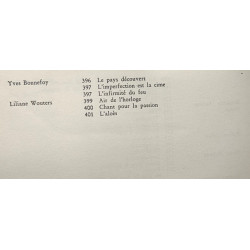 Yves Bonnefoy 396 Le pays découvert
397 L'imperfection est la cime
397 L'infirmité du feu
Liliane Wouters 399 Air de l'horloge
400 Chant pour la passion
401 L'aloès